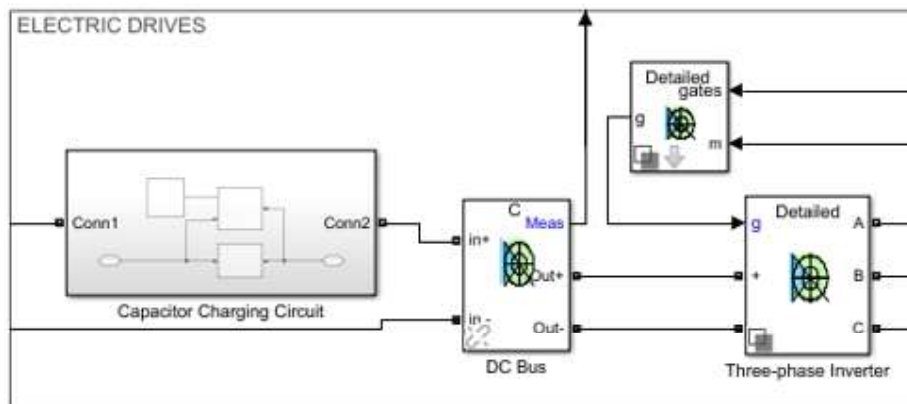 ELECTRIC DRIVES
Detailed
gates
g
m
Conn1
Conn2
Capacitor Charging Circuit
C
Meas
in+
Out+
in -
Out-
DC Bus
Detailed
g
A
+
B
C
Three-phase Inverter